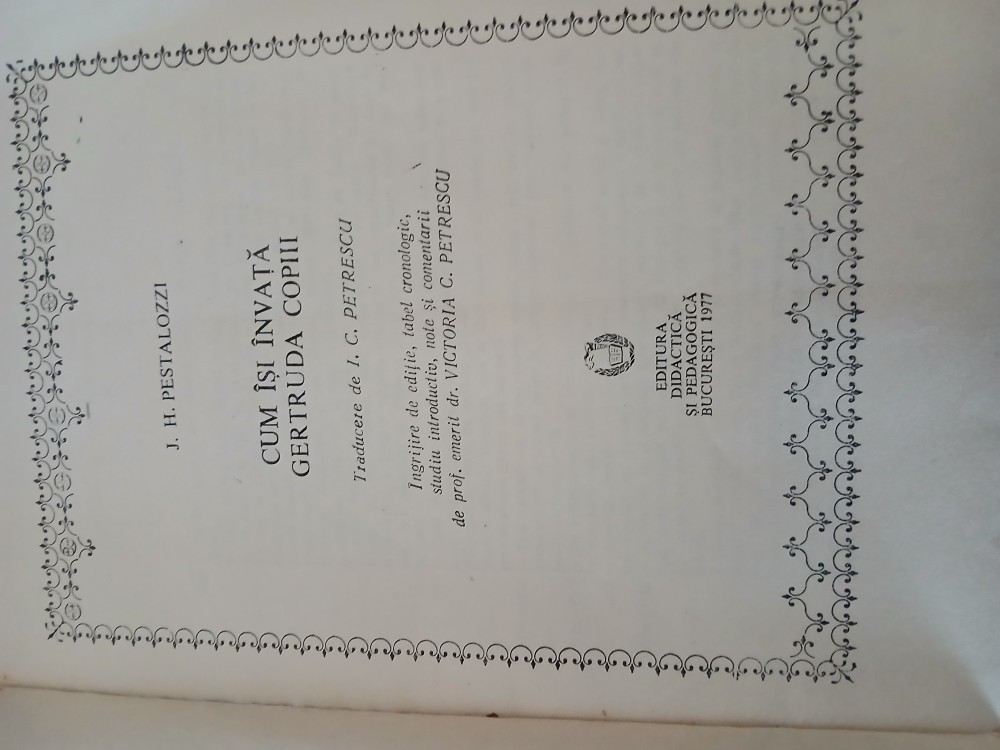 J. H. PESTALOZZI
CUM ÎȘI ÎNVAȚĂ
GERTRUDA COPIII
Traducere de I. C. PETRESCU
Îngrijire de ediție, tabel cronologic,
studiu introductiv, note și comentarii
de prof. emerit dr. VICTORIA C. PETRESCU
EDITURA
DIDACTICĂ
ȘI PEDAGOGICĂ
BUCUREȘTI 1977